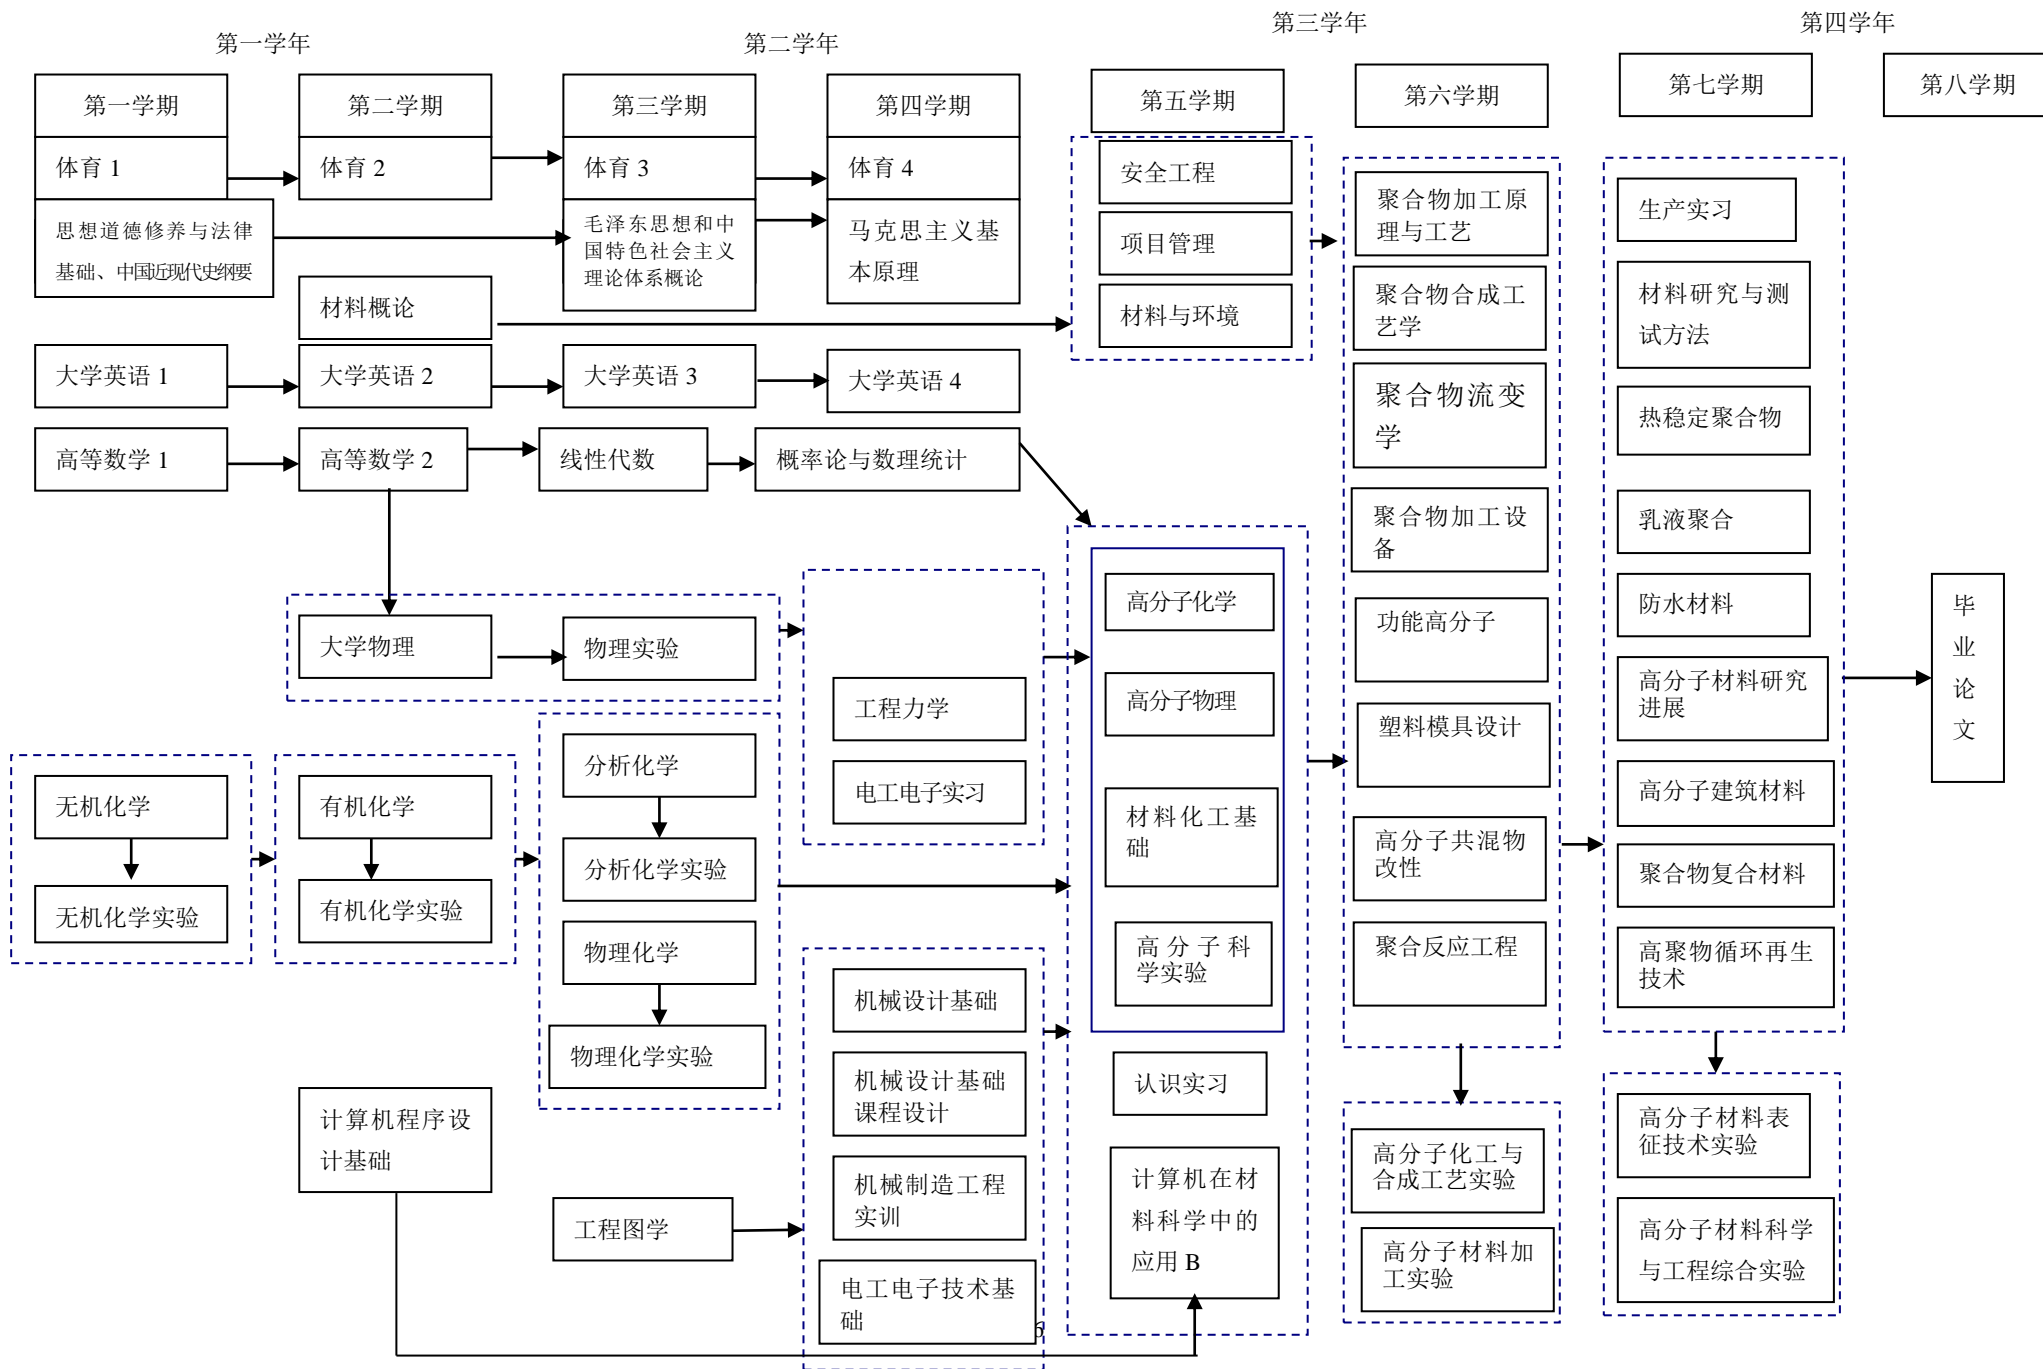 第一学年
第二学年
第三学年
第四学年
第一学期
第二学期
第三学期
第四学期
第五学期
第六学期
第七学期
第八学期
体育 1
体育 2
体育 3
体育 4
思想道德修养与法律
基础、中国近现代史纲要
毛泽东思想和中
国特色社会主义
理论体系概论
马克思主义基
本原理
材料概论
大学英语 1
大学英语 2
大学英语 3
大学英语 4
高等数学 1
高等数学 2
线性代数
概率论与数理统计
大学物理
物理实验
无机化学
无机化学实验
有机化学
有机化学实验
分析化学
分析化学实验
物理化学
物理化学实验
计算机程序设
计基础
工程图学
工程力学
电工电子实习
机械设计基础
机械设计基础
课程设计
机械制造工程
实训
电工电子技术基
础
6
安全工程
项目管理
材料与环境
高分子化学
高分子物理
材料化工基
础
高分子科
学实验
认识实习
计算机在材
料科学中的
应用 B
聚合物加工原
理与工艺
聚合物合成工
艺学
聚合物流变
学
聚合物加工设
备
功能高分子
塑料模具设计
高分子共混物
改性
聚合反应工程
高分子化工与
合成工艺实验
高分子材料加
工实验
生产实习
材料研究与测
试方法
热稳定聚合物
乳液聚合
防水材料
高分子材料研究
进展
高分子建筑材料
聚合物复合材料
高聚物循环再生
技术
高分子材料表
征技术实验
高分子材料科学
与工程综合实验
毕
业
论
文